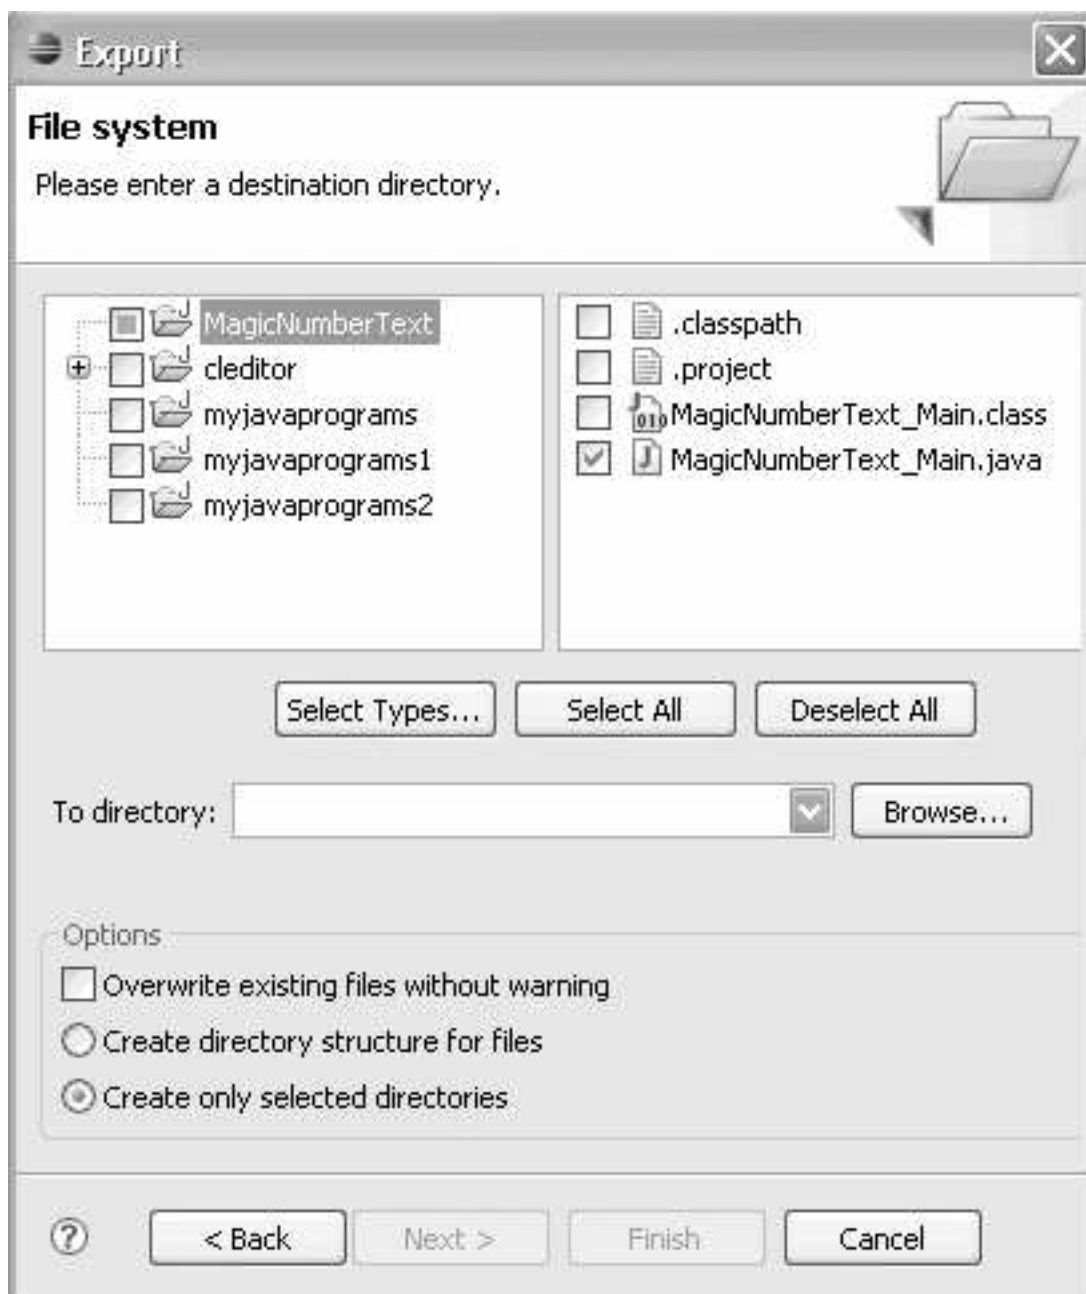 Export
File system
Please enter a destination directory.
MagicNumberText
cleditor
myjavaprograms
myjavaprograms1
myjavaprograms2
.classpath
.project
MagicNumberText_Main.class
MagicNumberText_Main.java
Select Types... Select All Deselect All
To directory: Browse...
Options
Overwrite existing files without warning
Create directory structure for files
Create only selected directories
? < Back Next > Finish Cancel